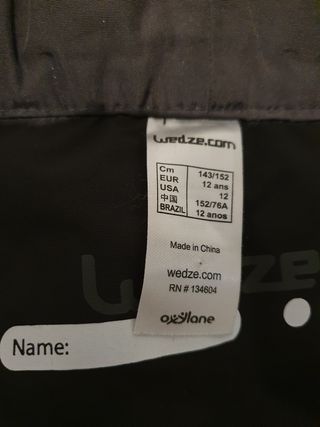 wedze.com
Cm 143/152
EUR 12 ans
USA 12
中国 152/76A
BRAZIL 12 anos
Made in China
wedze.com
RN # 134604
oxylane
wedze
Name: